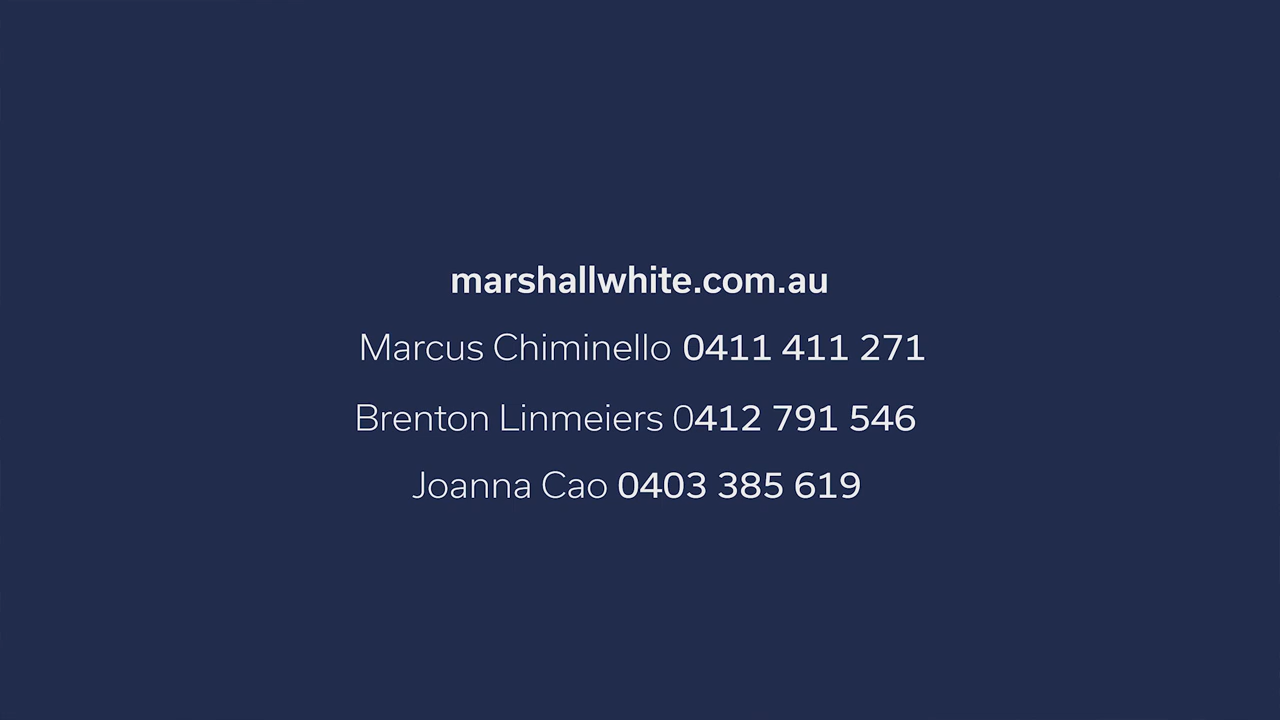 marshallwhite.com.au
Marcus Chiminello 0411 411 271
Brenton Linmeiers 0412 791 546
Joanna Cao 0403 385 619